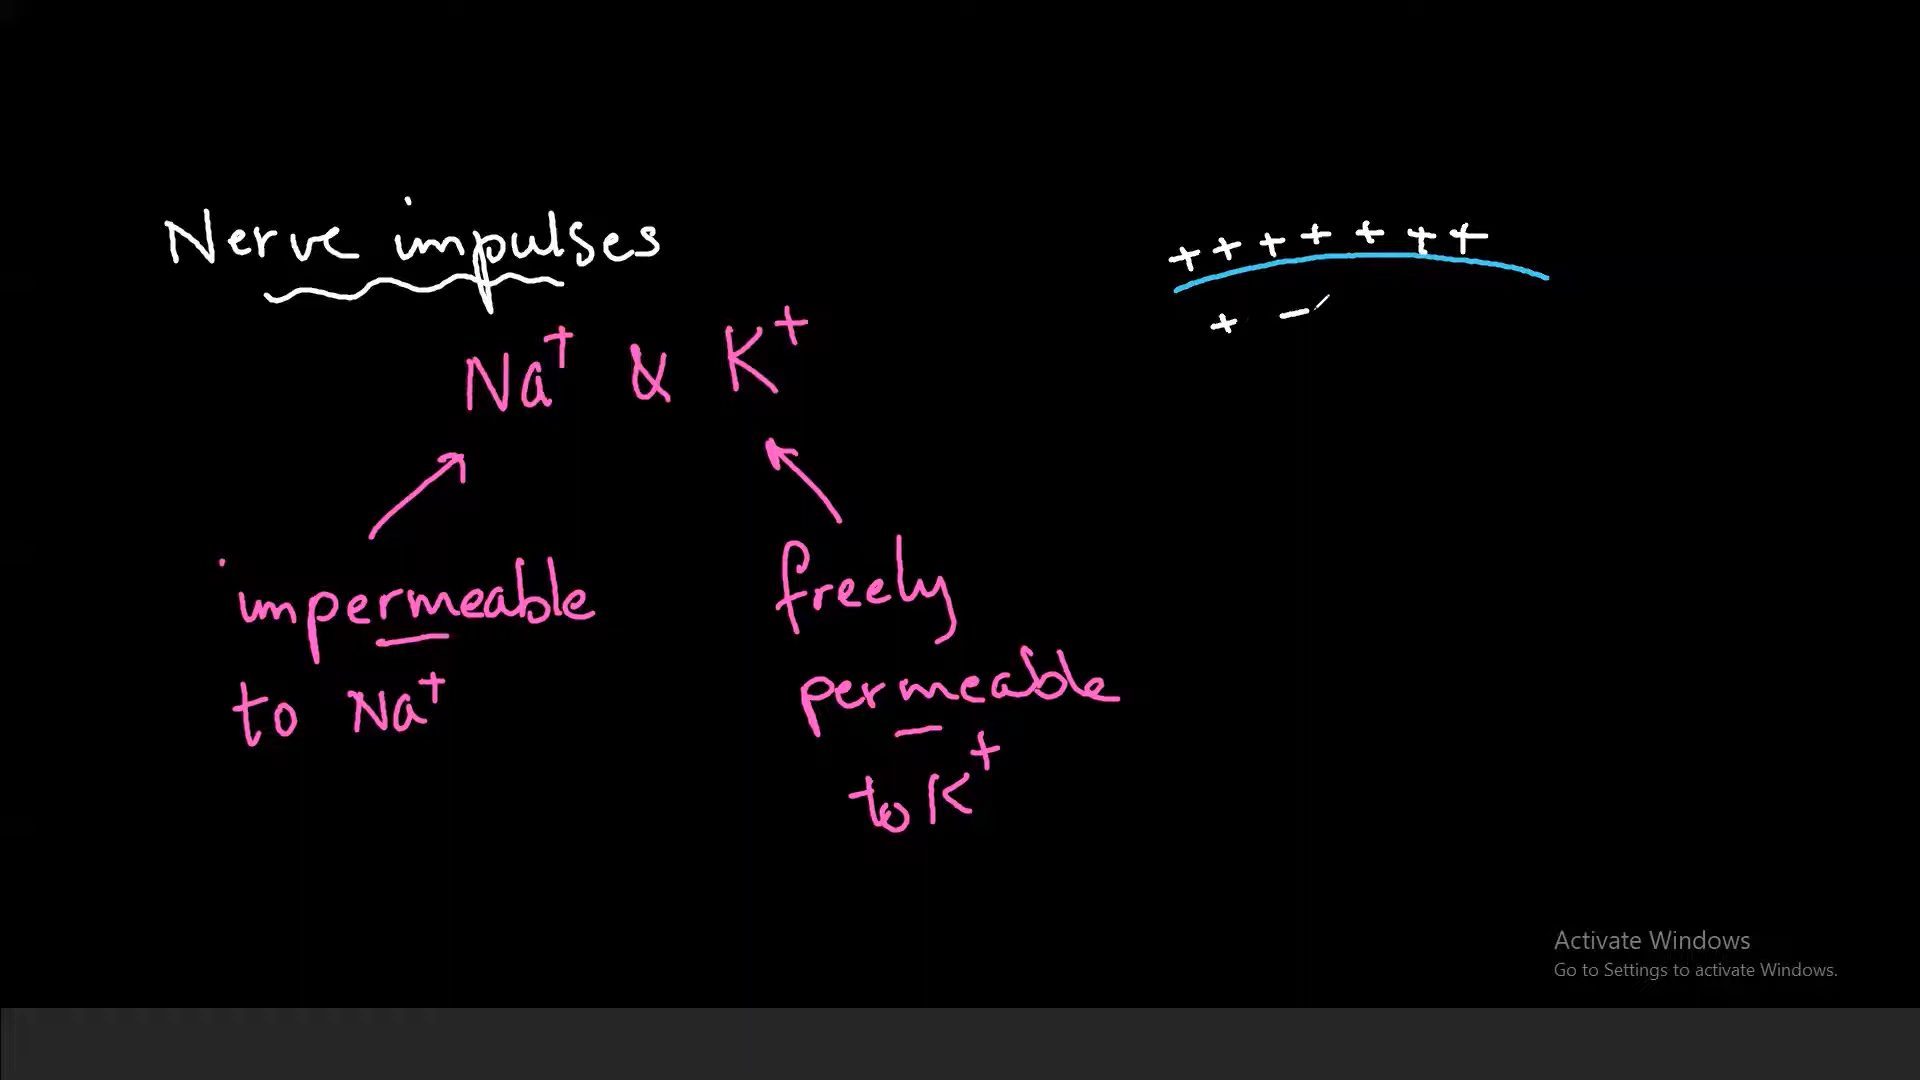 Nerve impulses
+ + + + + + +
+ -
Na+ & K+
impermeable
to Na+
freely
permeable
to K+
Activate Windows
Go to Settings to activate Windows.